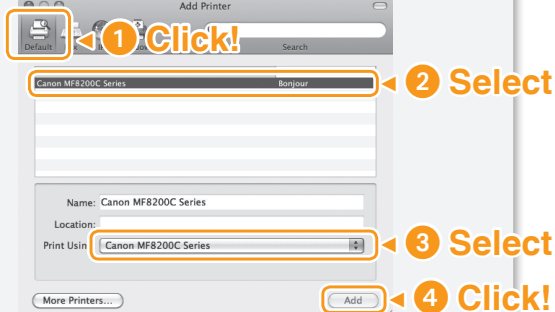 Add Printer
Default
1 Click!
Search
Canon MF8200C Series Bonjour
2 Select
Name: Canon MF8200C Series
Location:
Print Using Canon MF8200C Series
3 Select
More Printers... Add
4 Click!